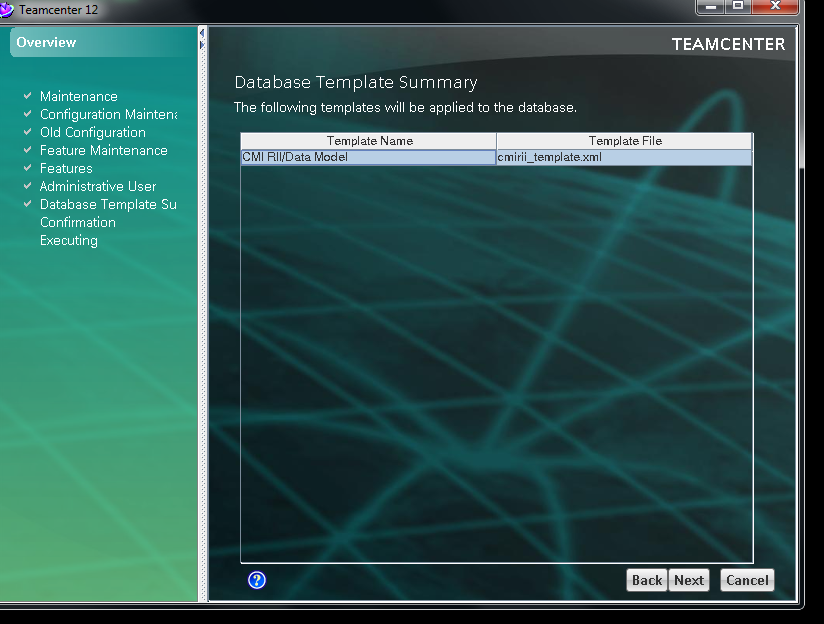 Teamcenter 12
Overview
Maintenance
Configuration Maintena
Old Configuration
Feature Maintenance
Features
Administrative User
Database Template Su
Confirmation
Executing
TEAMCENTER
Database Template Summary
The following templates will be applied to the database.
Template Name Template File
CMI RII/Data Model cmirii_template.xml
? Back Next Cancel